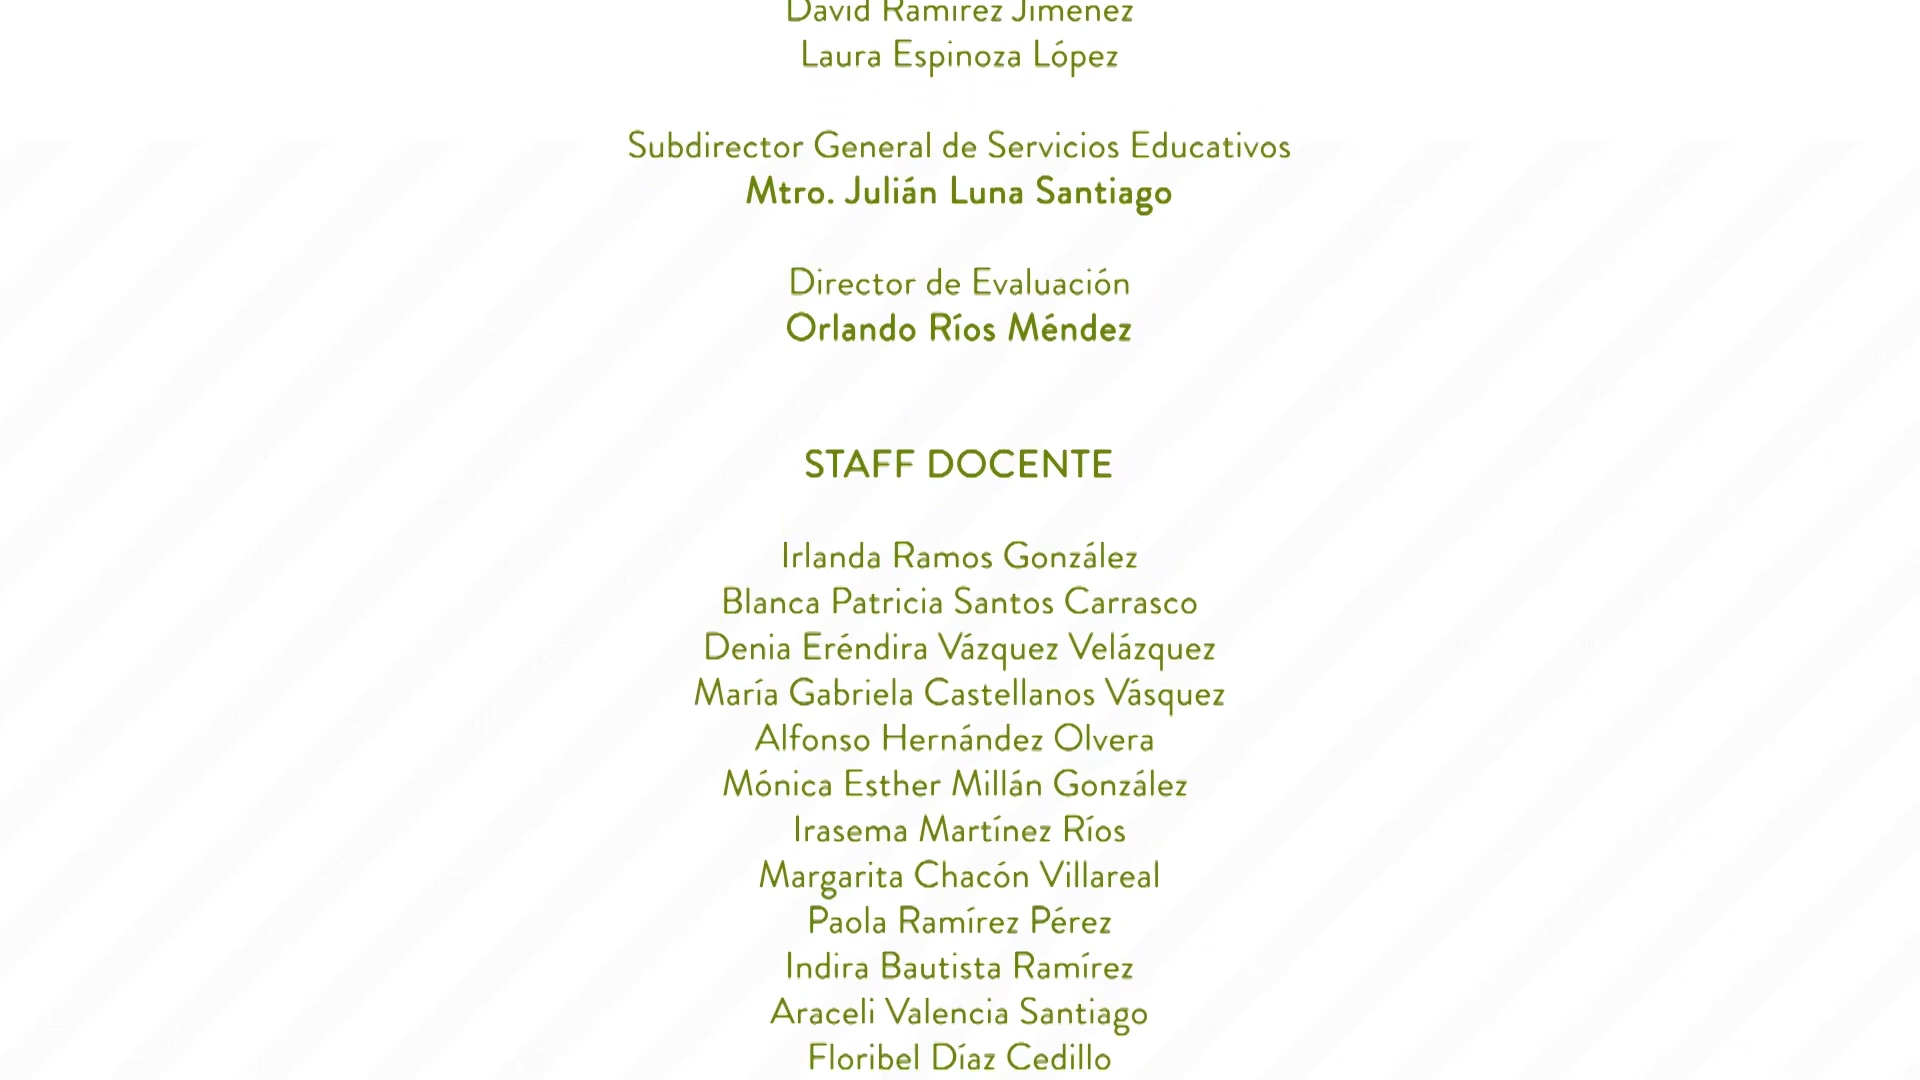 David Ramírez Jiménez
Laura Espinoza López
Subdirector General de Servicios Educativos
Mtro. Julián Luna Santiago
Director de Evaluación
Orlando Ríos Méndez
STAFF DOCENTE
Irlanda Ramos González
Blanca Patricia Santos Carrasco
Denia Eréndira Vázquez Velázquez
María Gabriela Castellanos Vásquez
Alfonso Hernández Olvera
Mónica Esther Millán González
Irasema Martínez Ríos
Margarita Chacón Villareal
Paola Ramírez Pérez
Indira Bautista Ramírez
Araceli Valencia Santiago
Floribel Díaz Cedillo